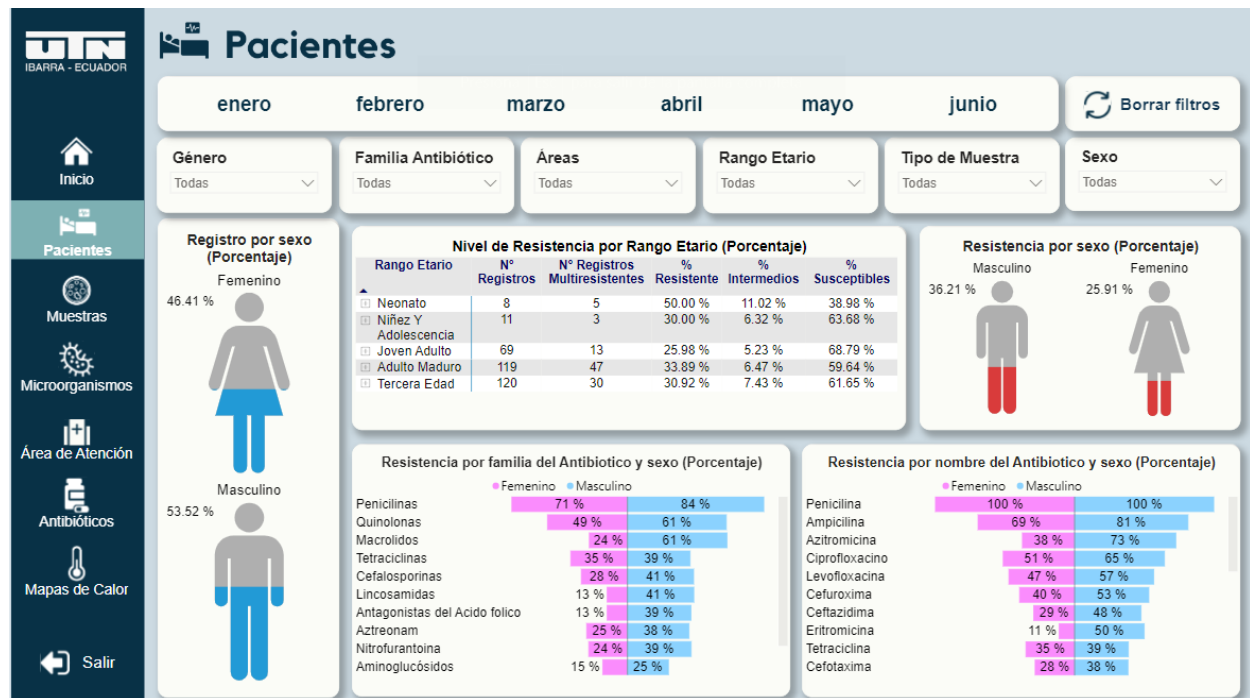 UTN
IBARRA - ECUADOR
Inicio
Pacientes
Muestras
Microorganismos
Área de Atención
Antibióticos
Mapas de Calor
Salir
Pacientes
enero febrero marzo abril mayo junio
Borrar filtros
Género
Todas
Familia Antibiótico
Todas
Áreas
Todas
Rango Etario
Todas
Tipo de Muestra
Todas
Sexo
Todas
Registro por sexo
(Porcentaje)
Femenino
46.41 %
Masculino
53.52 %
Nivel de Resistencia por Rango Etario (Porcentaje)
Rango Etario N° Registros N° Registros Multiresistentes % Resistente % Intermedios % Susceptibles
Neonato 8 5 50.00 % 11.02 % 38.98 %
Niñez Y Adolescencia 11 3 30.00 % 6.32 % 63.68 %
Joven Adulto 69 13 25.98 % 5.23 % 68.79 %
Adulto Maduro 119 47 33.89 % 6.47 % 59.64 %
Tercera Edad 120 30 30.92 % 7.43 % 61.65 %
Resistencia por sexo (Porcentaje)
Masculino Femenino
36.21 % 25.91 %
Resistencia por familia del Antibiotico y sexo (Porcentaje)
Femenino Masculino
Penicilinas 71 % 84 %
Quinolonas 49 % 61 %
Macrolidos 24 % 61 %
Tetraciclinas 35 % 39 %
Cefalosporinas 28 % 41 %
Lincosamidas 13 % 41 %
Antagonistas del Acido folico 13 % 39 %
Aztreonam 25 % 38 %
Nitrofurantoina 24 % 39 %
Aminoglucósidos 15 % 25 %
Resistencia por nombre del Antibiotico y sexo (Porcentaje)
Femenino Masculino
Penicilina 100 % 100 %
Ampicilina 69 % 81 %
Azitromicina 38 % 73 %
Ciprofloxacino 51 % 65 %
Levofloxacina 47 % 57 %
Cefuroxima 40 % 53 %
Ceftazidima 29 % 48 %
Eritromicina 11 % 50 %
Tetraciclina 35 % 39 %
Cefotaxima 28 % 38 %